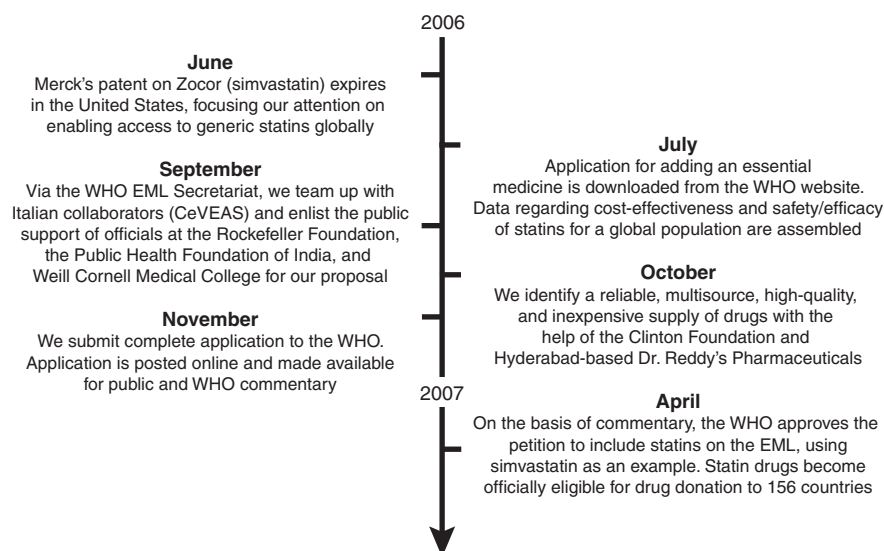 2006
June
Merck's patent on Zocor (simvastatin) expires
in the United States, focusing our attention on
enabling access to generic statins globally
July
Application for adding an essential
medicine is downloaded from the WHO website.
Data regarding cost-effectiveness and safety/efficacy
of statins for a global population are assembled
September
Via the WHO EML Secretariat, we team up with
Italian collaborators (CeVEAS) and enlist the public
support of officials at the Rockefeller Foundation,
the Public Health Foundation of India, and
Weill Cornell Medical College for our proposal
October
We identify a reliable, multisource, high-quality,
and inexpensive supply of drugs with the
help of the Clinton Foundation and
Hyderabad-based Dr. Reddy's Pharmaceuticals
November
We submit complete application to the WHO.
Application is posted online and made available
for public and WHO commentary
2007
April
On the basis of commentary, the WHO approves the
petition to include statins on the EML, using
simvastatin as an example. Statin drugs become
officially eligible for drug donation to 156 countries